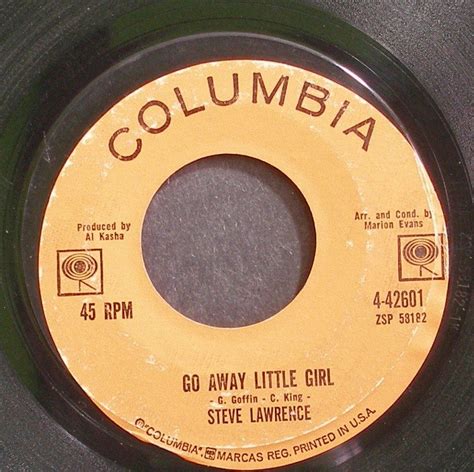 COLUMBIA
Produced by
Al Kasha
Arr. and Cond. by
Marion Evans
45 RPM
4-42601
ZSP 58182
GO AWAY LITTLE GIRL
- G. Goffin - C. King -
STEVE LAWRENCE
® "COLUMBIA", MARCAS REG. PRINTED IN U.S.A.